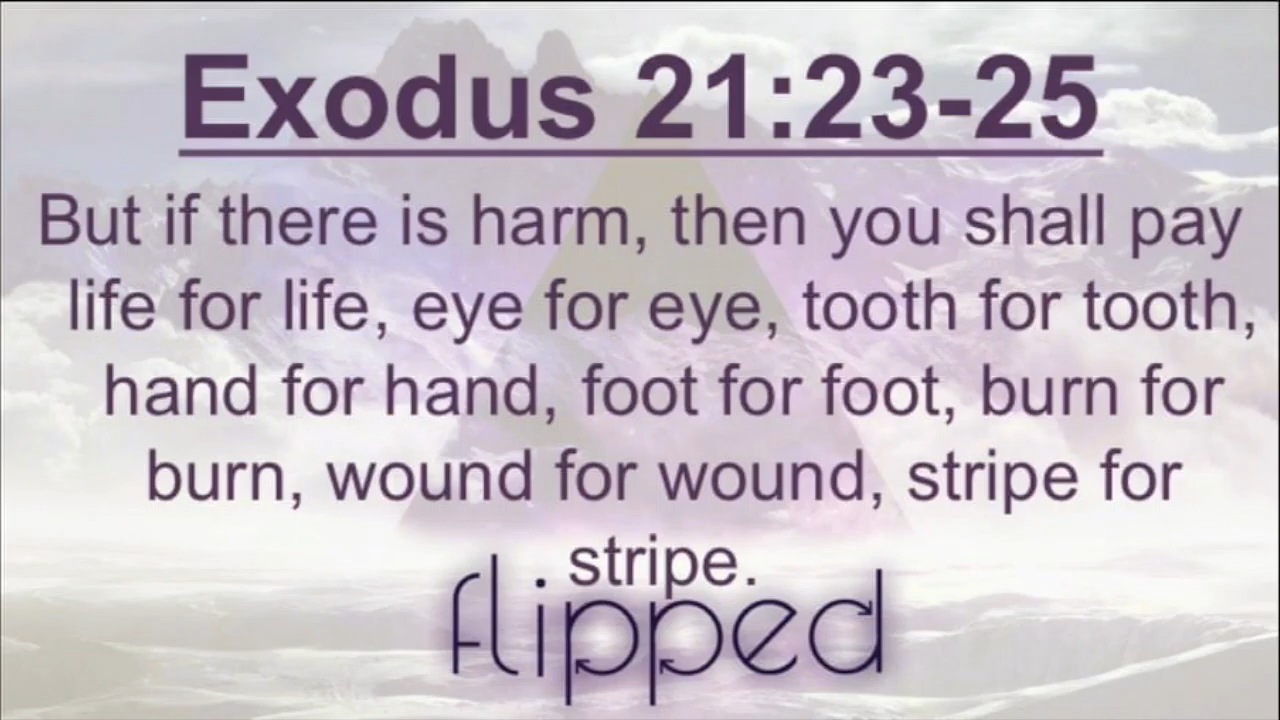 Exodus 21:23-25
But if there is harm, then you shall pay
life for life, eye for eye, tooth for tooth,
hand for hand, foot for foot, burn for
burn, wound for wound, stripe for
stripe.
flipped